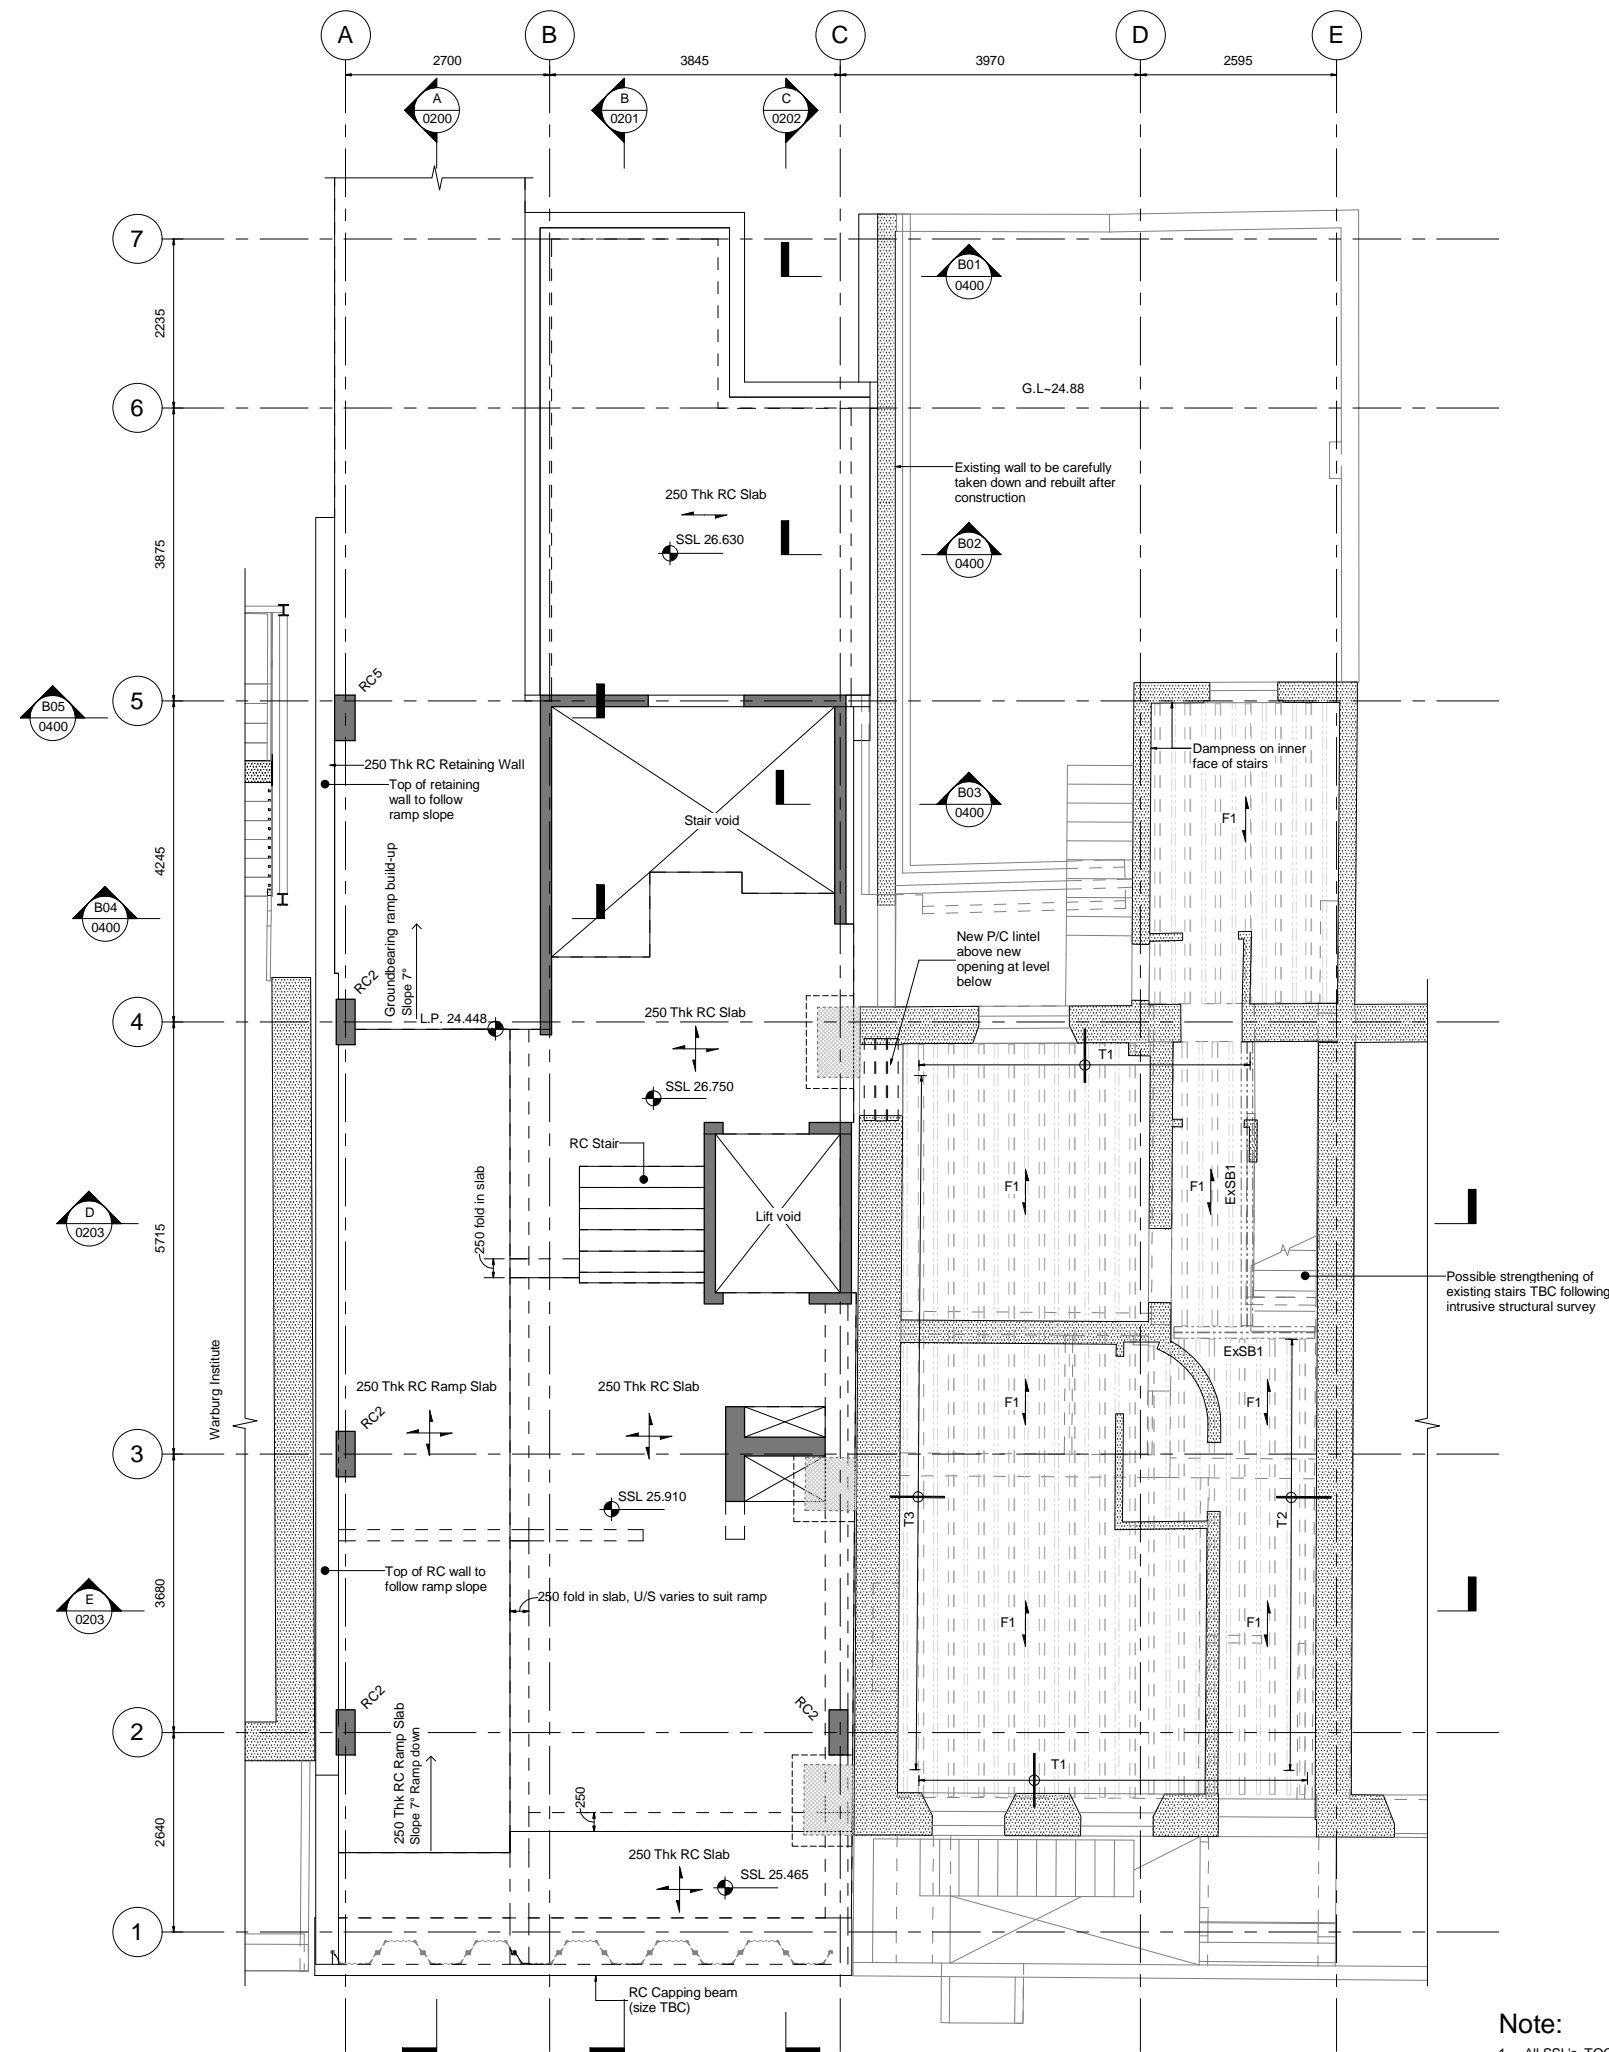 A
B
C
D
E
2700
3845
3970
2595
A
0200
B
0201
C
0202
7
B01
0400
2235
G.L~24.88
6
Existing wall to be carefully
taken down and rebuilt after
construction
250 Thk RC Slab
SSL 26.630
B02
0400
3875
RC5
5
B05
0400
Dampness on inner
face of stairs
250 Thk RC Retaining Wall
Top of retaining
wall to follow
ramp slope
B03
0400
Stair void
F1
4245
Groundbearing ramp build-up
Slope 7°
B04
0400
New P/C lintel
above new
opening at level
below
RC2
L.P. 24.448
250 Thk RC Slab
4
T1
SSL 26.750
RC Stair
250 fold in slab
Lift void
F1
F1
ExSB1
D
0203
5715
Possible strengthening of
existing stairs TBC following
intrusive structural survey
ExSB1
Warburg Institute
250 Thk RC Ramp Slab
250 Thk RC Slab
F1
F1
RC2
3
SSL 25.910
T3
T2
Top of RC wall to
follow ramp slope
250 fold in slab, U/S varies to suit ramp
E
0203
3680
F1
F1
RC2
RC2
2
250 Thk RC Ramp Slab
Slope 7° Ramp down
T1
250
2640
250 Thk RC Slab
SSL 25.465
1
RC Capping beam
(size TBC)
Note: